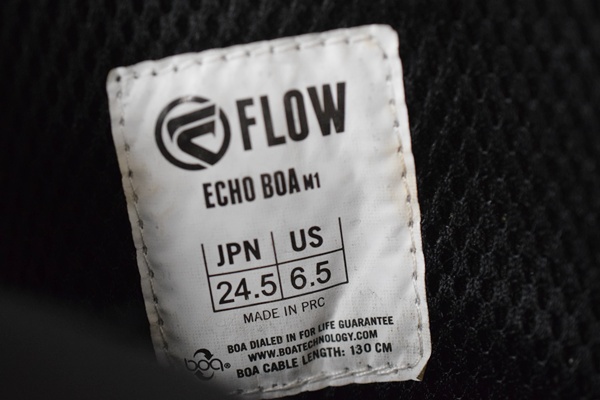 FLOW
ECHO BOA M1
JPN US
24.5 6.5
MADE IN PRC
BOA DIALED IN FOR LIFE GUARANTEE
WWW.BOATECHNOLOGY.COM
boa® BOA CABLE LENGTH: 130 CM